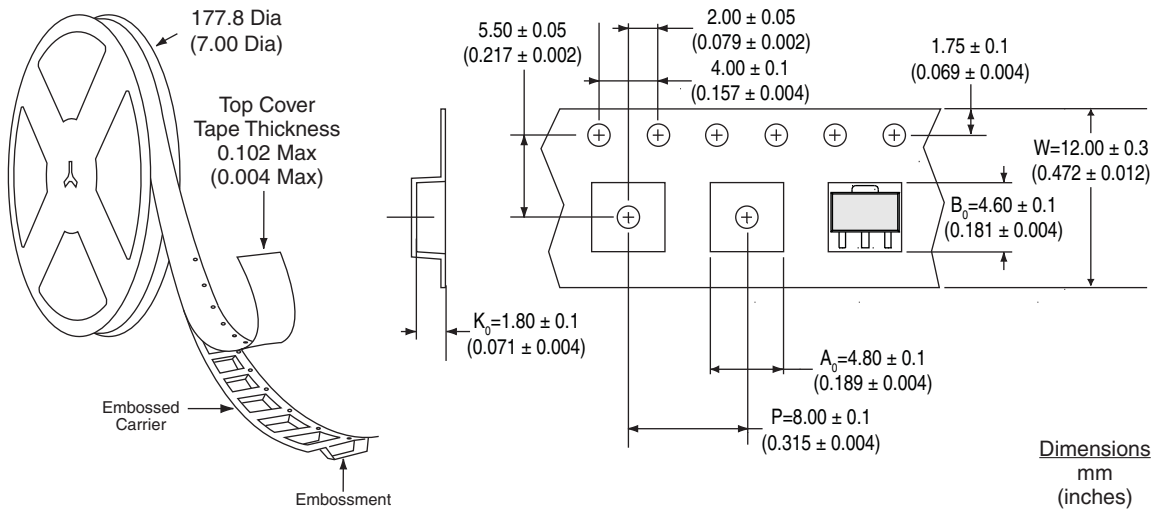 177.8 Dia
(7.00 Dia)
Top Cover
Tape Thickness
0.102 Max
(0.004 Max)
5.50 ± 0.05
(0.217 ± 0.002)
2.00 ± 0.05
(0.079 ± 0.002)
4.00 ± 0.1
(0.157 ± 0.004)
1.75 ± 0.1
(0.069 ± 0.004)
W=12.00 ± 0.3
(0.472 ± 0.012)
B₀=4.60 ± 0.1
(0.181 ± 0.004)
K₀=1.80 ± 0.1
(0.071 ± 0.004)
A₀=4.80 ± 0.1
(0.189 ± 0.004)
P=8.00 ± 0.1
(0.315 ± 0.004)
Embossed
Carrier
Embossment
Dimensions
mm
(inches)